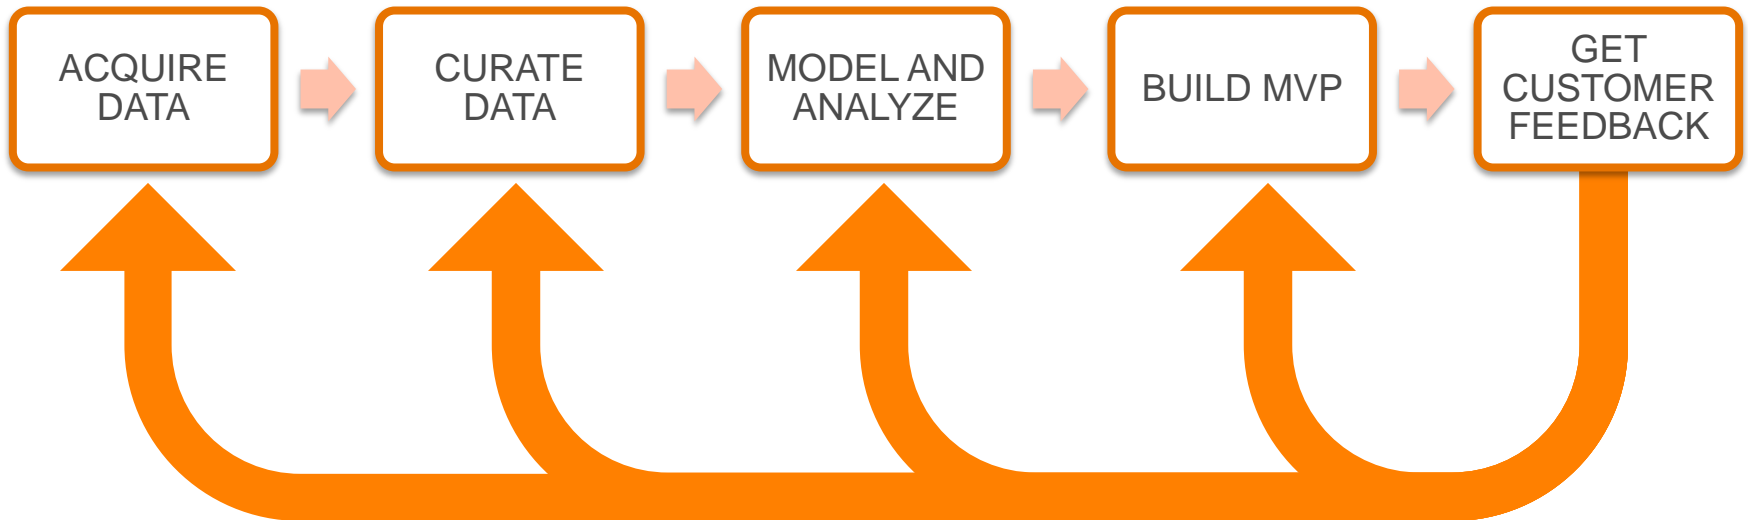 ACQUIRE
DATA
CURATE
DATA
MODEL AND
ANALYZE
BUILD MVP
GET
CUSTOMER
FEEDBACK